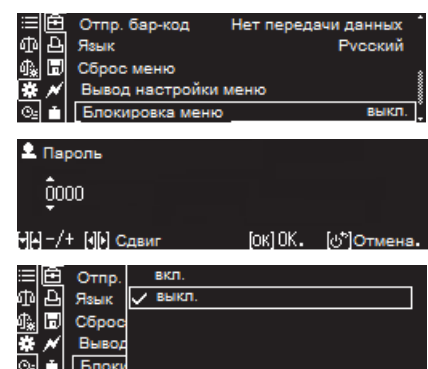 Отпр. бар-код Нет передачи данных
Язык Русский
Сброс меню
Вывод настройки меню
Блокировка меню выкл.
Пароль
0000
-/+ Сдвиг [OK]OK. Отмена.
Отпр. вкл.
Язык ✓ выкл.
Сброс
Вывод
Блоки